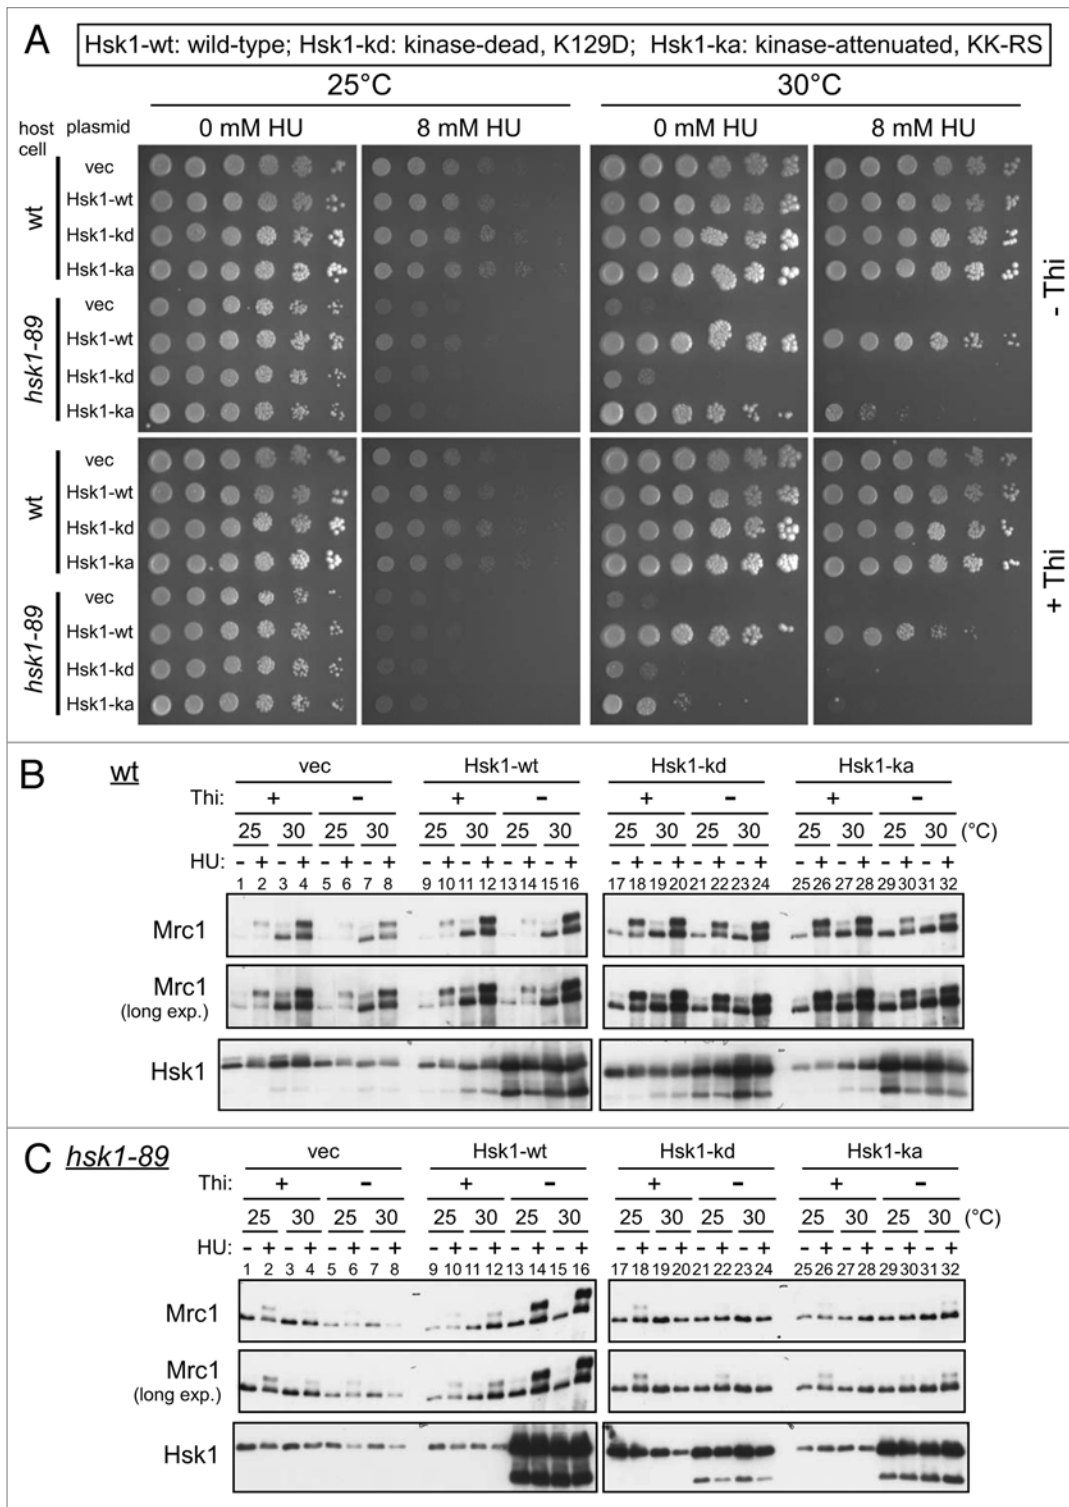 A
Hsk1-wt: wild-type; Hsk1-kd: kinase-dead, K129D; Hsk1-ka: kinase-attenuated, KK-RS
25°C 30°C
host cell plasmid 0 mM HU 8 mM HU 0 mM HU 8 mM HU
wt
vec
Hsk1-wt
Hsk1-kd
Hsk1-ka
hsk1-89
vec
Hsk1-wt
Hsk1-kd
Hsk1-ka
- Thi
wt
vec
Hsk1-wt
Hsk1-kd
Hsk1-ka
hsk1-89
vec
Hsk1-wt
Hsk1-kd
Hsk1-ka
+ Thi
B wt vec Hsk1-wt Hsk1-kd Hsk1-ka
Thi: + - + - + - + -
25 30 25 30 25 30 25 30 25 30 25 30 25 30 25 30 (°C)
HU: - + - + - + - + - + - + - + - + - + - + - + - + - + - + - + - +
1 2 3 4 5 6 7 8 9 10 11 12 13 14 15 16 17 18 19 20 21 22 23 24 25 26 27 28 29 30 31 32
Mrc1
Mrc1
(long exp.)
Hsk1
C hsk1-89 vec Hsk1-wt Hsk1-kd Hsk1-ka
Thi: + - + - + - + -
25 30 25 30 25 30 25 30 25 30 25 30 25 30 25 30 (°C)
HU: - + - + - + - + - + - + - + - + - + - + - + - + - + - + - + - +
1 2 3 4 5 6 7 8 9 10 11 12 13 14 15 16 17 18 19 20 21 22 23 24 25 26 27 28 29 30 31 32
Mrc1
Mrc1
(long exp.)
Hsk1